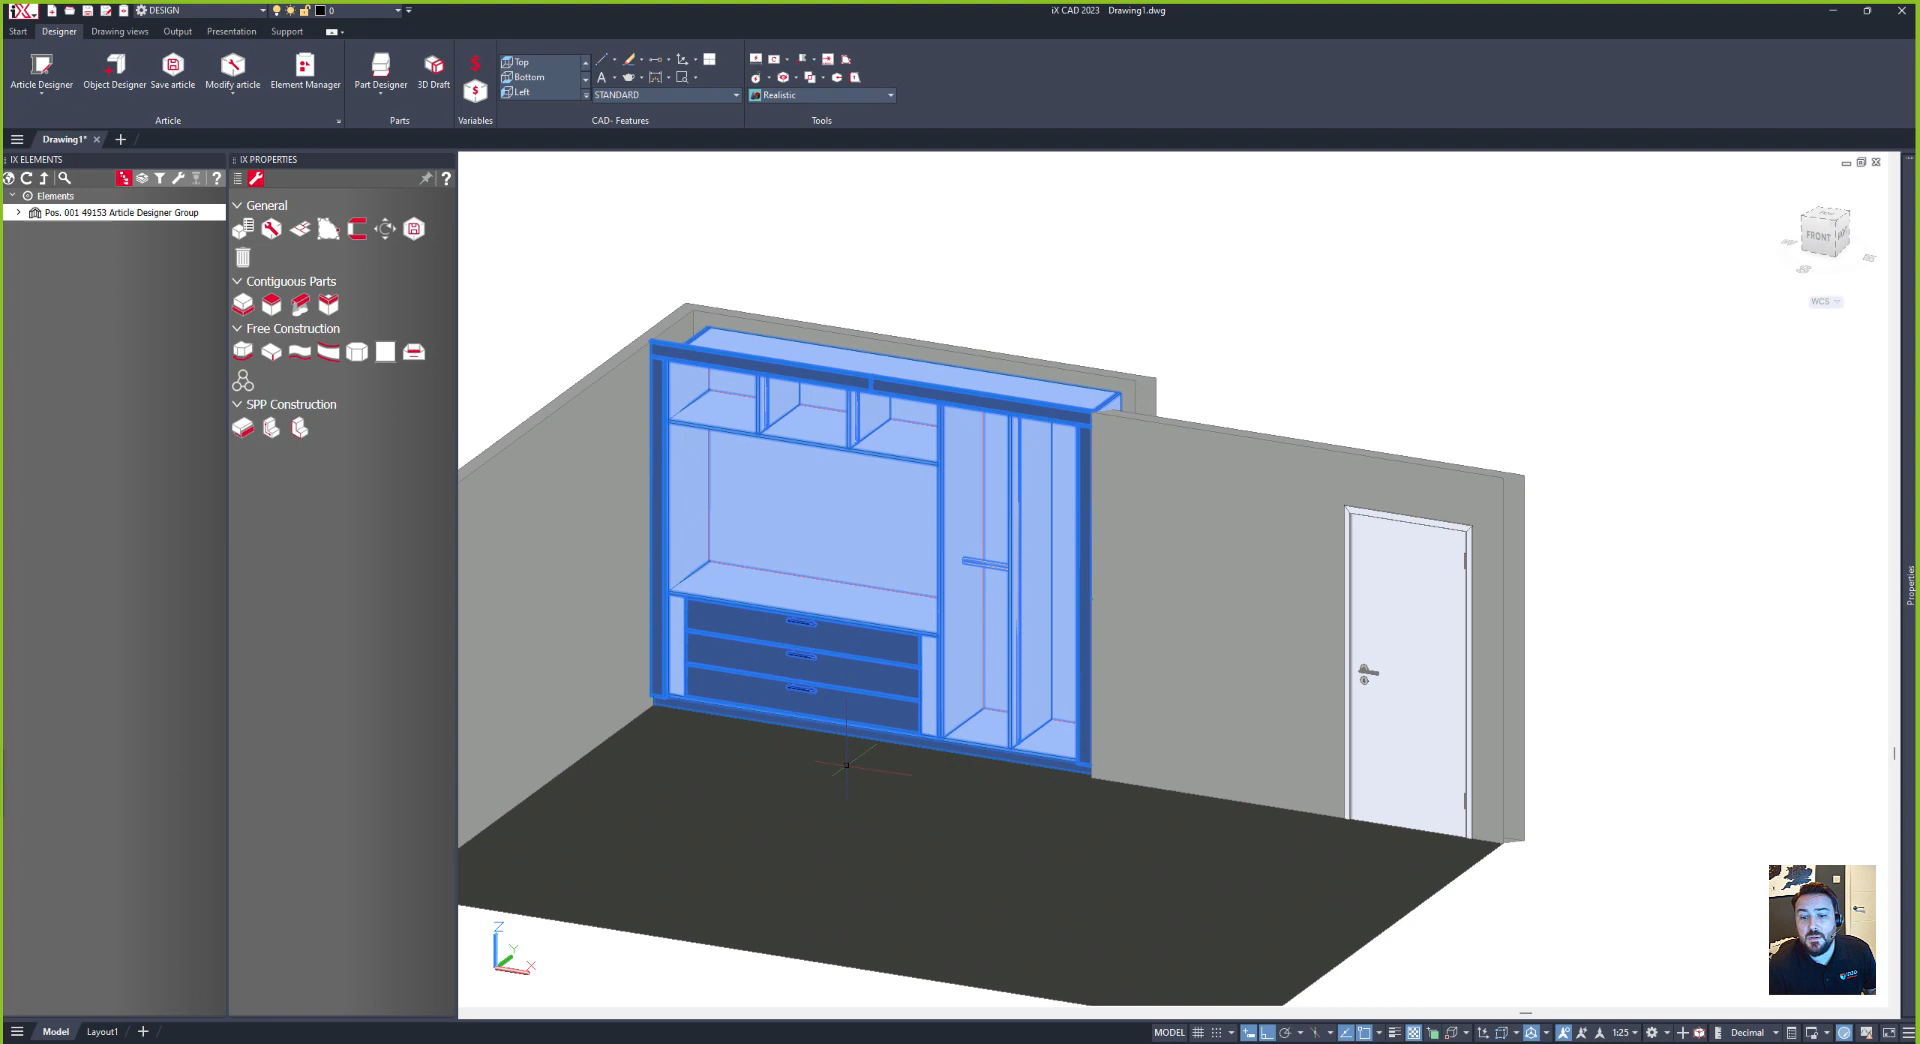 iX
DESIGN
0
iX CAD 2023 Drawing1.dwg
Start
Designer
Drawing views
Output
Presentation
Support
Article Designer
Object Designer
Save article
Modify article
Element Manager
Part Designer
3D Draft
Top
Bottom
Left
STANDARD
Realistic
Article
Parts
Variables
CAD- Features
Tools
Drawing1*
IX ELEMENTS
IX PROPERTIES
Elements
Pos. 001 49153 Article Designer Group
General
Contiguous Parts
Free Construction
SPP Construction
FRONT
WCS
Properties
Z
Y
X
Model
Layout1
MODEL
1:25
Decimal